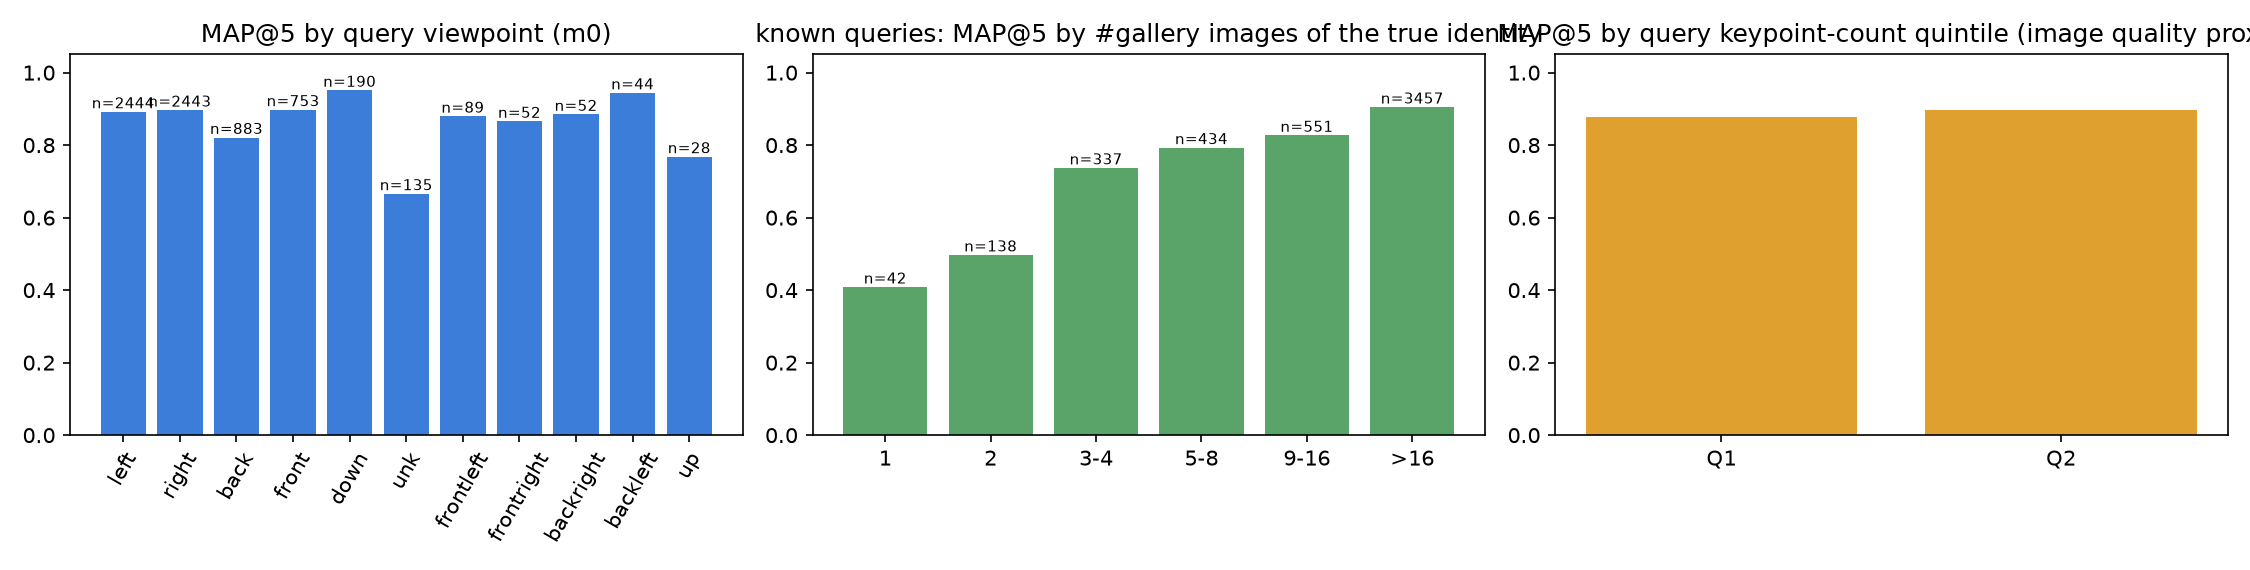 MAP@5 by query viewpoint (m0)
1.0
0.8
0.6
0.4
0.2
0.0
n=2444
n=2443
n=883
n=753
n=190
n=135
n=89
n=52
n=52
n=44
n=28
left
right
back
front
down
unk
frontleft
frontright
backright
backleft
up
known queries: MAP@5 by #gallery images of the true identity
1.0
0.8
0.6
0.4
0.2
0.0
n=42
n=138
n=337
n=434
n=551
n=3457
1
2
3-4
5-8
9-16
>16
MAP@5 by query keypoint-count quintile (image quality prox
1.0
0.8
0.6
0.4
0.2
0.0
Q1
Q2